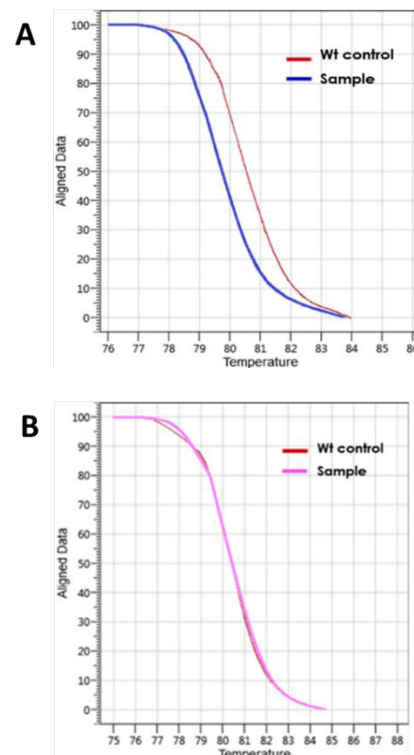 A
Wt control
Sample
Aligned Data
100
90
80
70
60
50
40
30
20
10
0
76 77 78 79 80 81 82 83 84 85
Temperature
B
Wt control
Sample
Aligned Data
100
90
80
70
60
50
40
30
20
10
0
75 76 77 78 79 80 81 82 83 84 85 86 87 88
Temperature